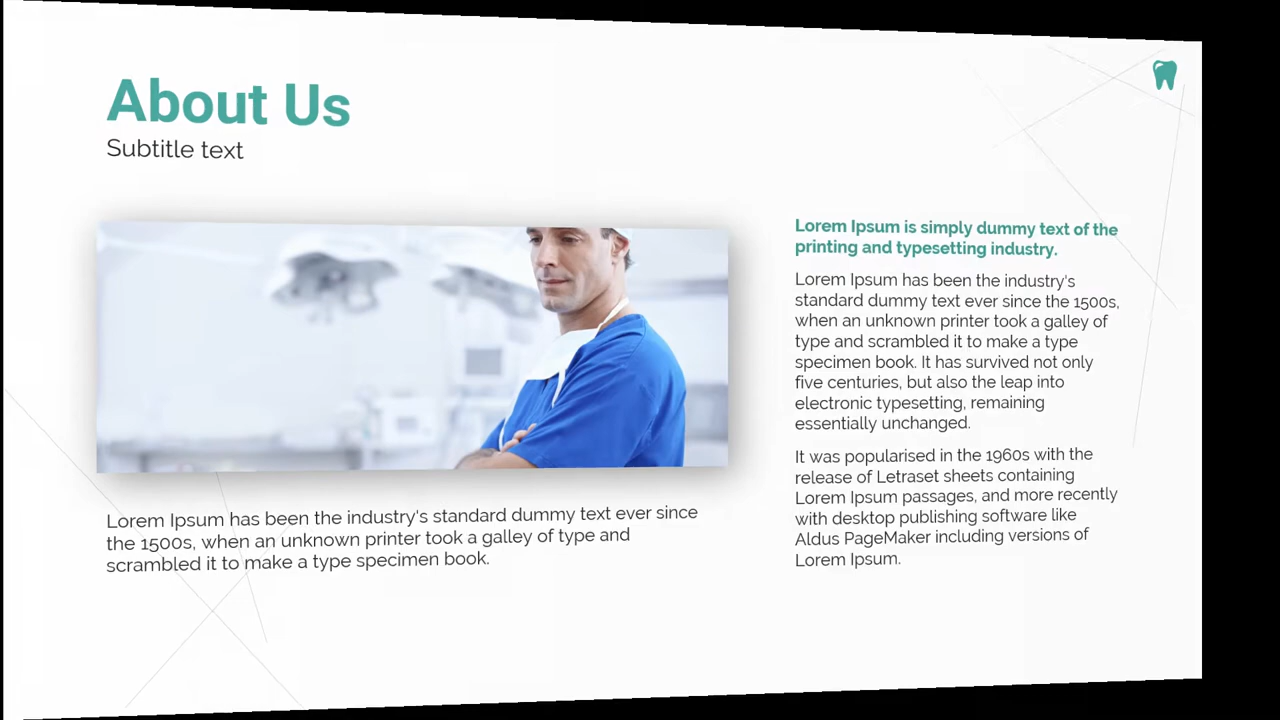 About Us
Subtitle text
Lorem Ipsum has been the industry's standard dummy text ever since
the 1500s, when an unknown printer took a galley of type and
scrambled it to make a type specimen book.
Lorem Ipsum is simply dummy text of the
printing and typesetting industry.
Lorem Ipsum has been the industry's
standard dummy text ever since the 1500s,
when an unknown printer took a galley of
type and scrambled it to make a type
specimen book. It has survived not only
five centuries, but also the leap into
electronic typesetting, remaining
essentially unchanged.
It was popularised in the 1960s with the
release of Letraset sheets containing
Lorem Ipsum passages, and more recently
with desktop publishing software like
Aldus PageMaker including versions of
Lorem Ipsum.